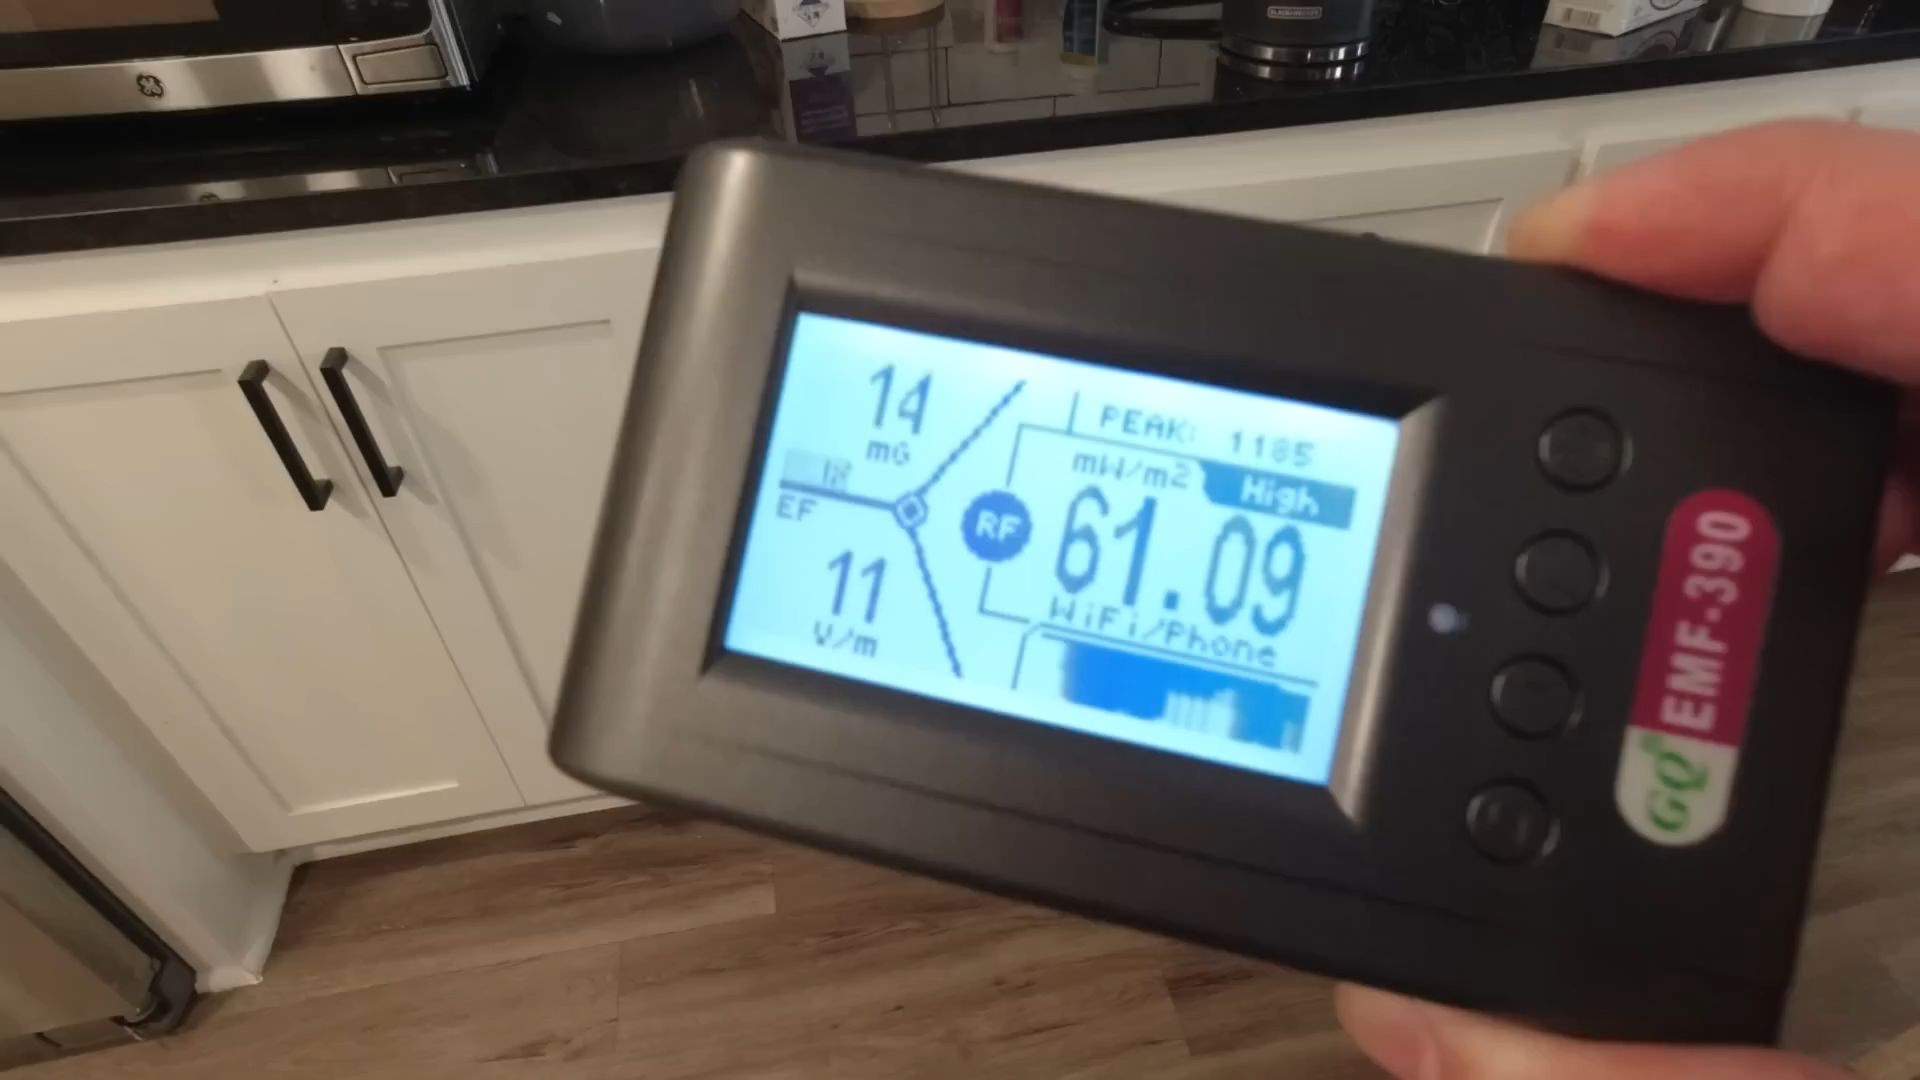 14
mG
EF
11
V/m
PEAK: 1185
mW/m2
High
RF
61.09
WiFi/Phone
GQ EMF-390